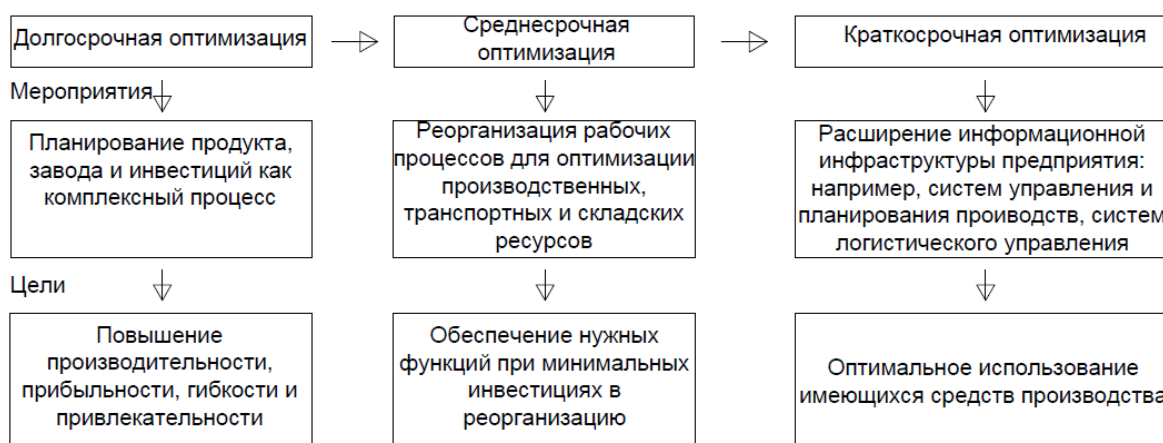 Долгосрочная оптимизация
Среднесрочная
оптимизация
Краткосрочная оптимизация
Мероприятия
Планирование продукта,
завода и инвестиций как
комплексный процесс
Реорганизация рабочих
процессов для оптимизации
производственных,
транспортных и складских
ресурсов
Расширение информационной
инфраструктуры предприятия:
например, систем управления и
планирования проиводств, систем
логистического управления
Цели
Повышение
производительности,
прибыльности, гибкости и
привлекательности
Обеспечение нужных
функций при минимальных
инвестициях в
реорганизацию
Оптимальное использование
имеющихся средств производства